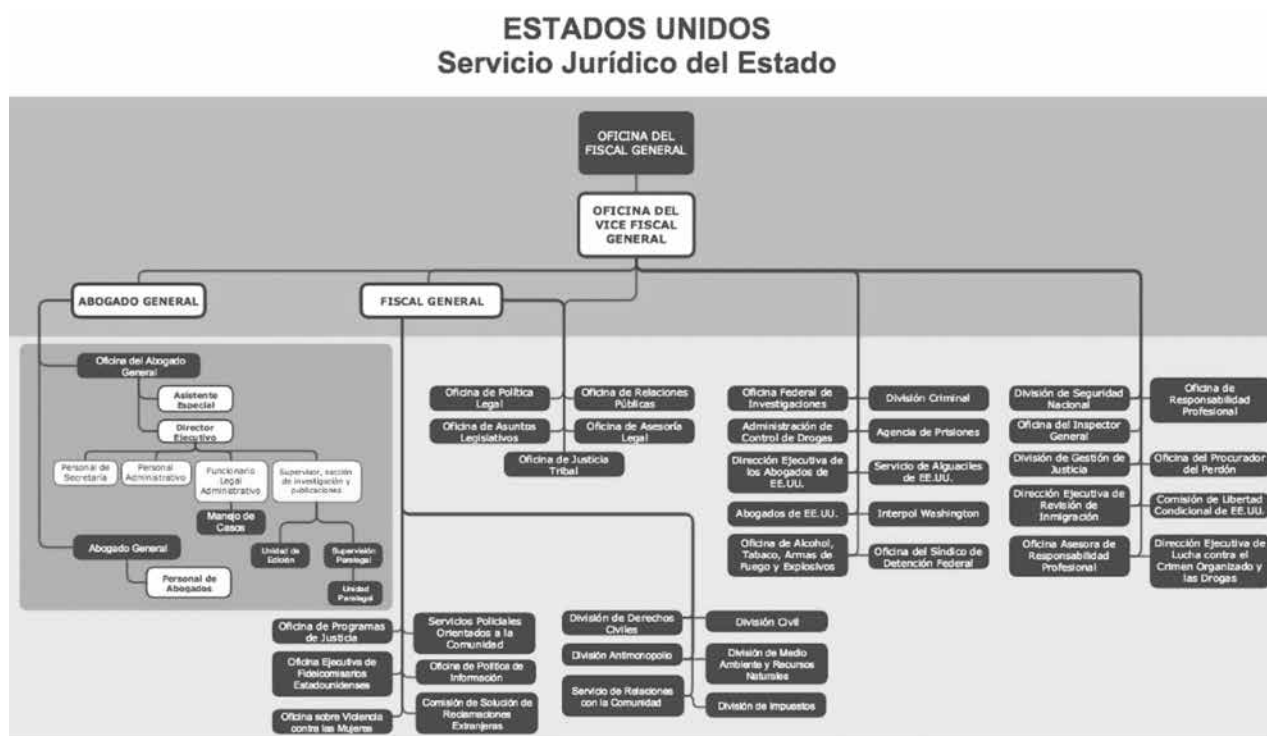 ESTADOS UNIDOS
Servicio Jurídico del Estado
OFICINA DEL
FISCAL GENERAL
OFICINA DEL
VICE FISCAL
GENERAL
ABOGADO GENERAL
FISCAL GENERAL
Oficina del Abogado
General
Asistente
Especial
Director
Ejecutivo
Personal de
Secretaría
Personal
Administrativo
Funcionario
Legal
Administrativo
Supervisor, sección
de investigación y
publicaciones
Manejo de
Casos
Unidad de
Edición
Supervisión
Paralegal
Unidad
Paralegal
Abogado General
Personal de
Abogados
Oficina de Política
Legal
Oficina de Relaciones
Públicas
Oficina de Asuntos
Legislativos
Oficina de Asesoría
Legal
Oficina de Justicia
Tribal
Oficina Federal de
Investigaciones
División Criminal
Administración de
Control de Drogas
Agencia de Prisiones
Dirección Ejecutiva de
los Abogados de
EE.UU.
Servicio de Alguaciles
de EE.UU.
Abogados de EE.UU.
Interpol Washington
Oficina de Alcohol,
Tabaco, Armas de
Fuego y Explosivos
Oficina del Síndico de
Detención Federal
División de Seguridad
Nacional
Oficina de
Responsabilidad
Profesional
Oficina del Inspector
General
División de Gestión de
Justicia
Oficina del Procurador
del Perdón
Dirección Ejecutiva de
Revisión de
Inmigración
Comisión de Libertad
Condicional de EE.UU.
Oficina Asesora de
Responsabilidad
Profesional
Dirección Ejecutiva de
Lucha contra el
Crimen Organizado y
las Drogas
Oficina de Programas
de Justicia
Servicios Policiales
Orientados a la
Comunidad
Oficina Ejecutiva de
Fideicomisarios
Estadounidenses
Oficina de Política de
Información
Oficina sobre Violencia
contra las Mujeres
Comisión de Solución de
Reclamaciones
Extranjeras
División de Derechos
Civiles
División Civil
División Antimonopolio
División de Medio
Ambiente y Recursos
Naturales
Servicio de Relaciones
con la Comunidad
División de Impuestos